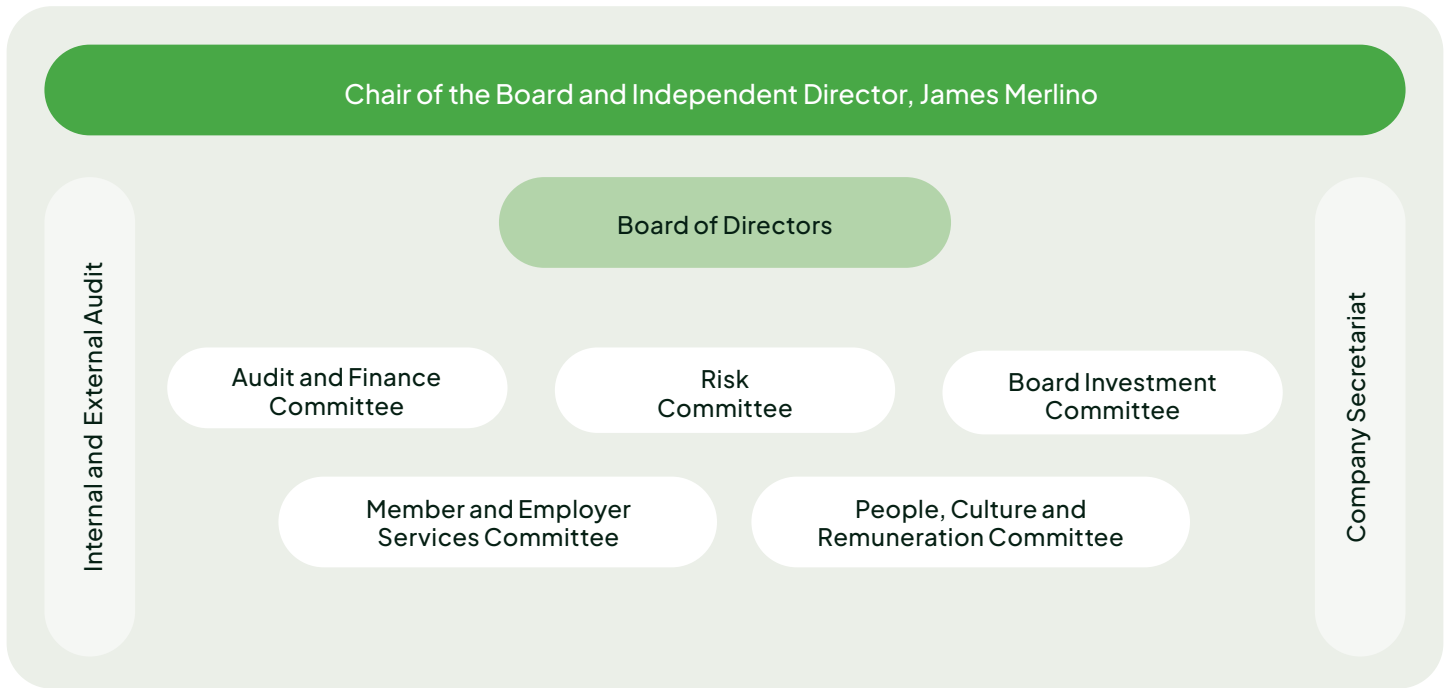 Chair of the Board and Independent Director, James Merlino
Board of Directors
Internal and External Audit
Audit and Finance
Committee
Risk
Committee
Board Investment
Committee
Company Secretariat
Member and Employer
Services Committee
People, Culture and
Remuneration Committee